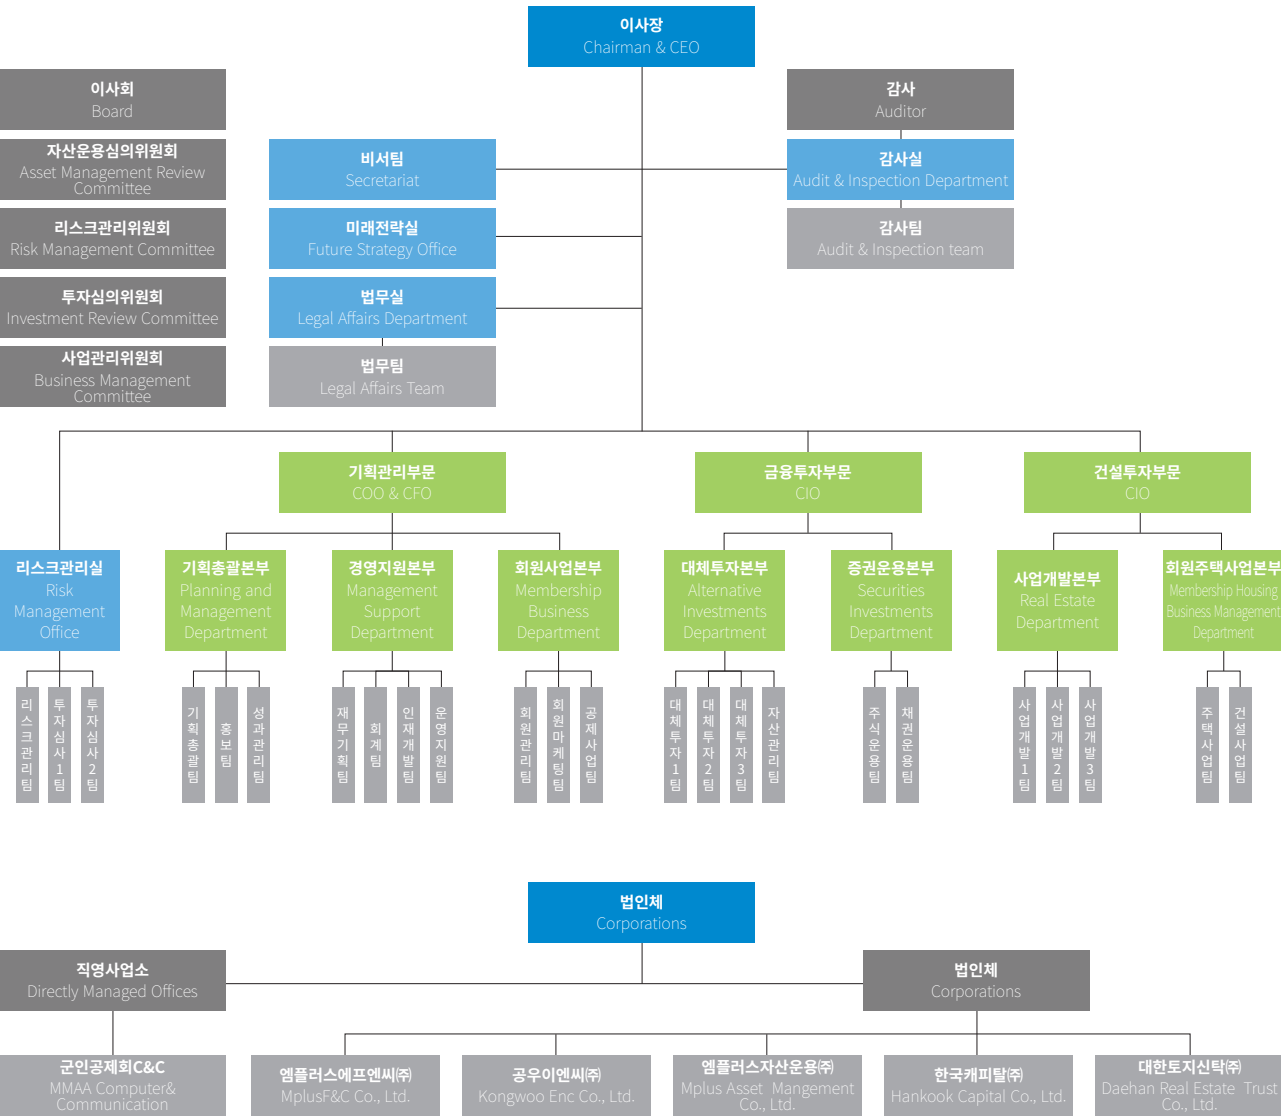 이사장
Chairman & CEO
이사회
Board
감사
Auditor
자산운용심의위원회
Asset Management Review
Committee
비서팀
Secretariat
감사실
Audit & Inspection Department
리스크관리위원회
Risk Management Committee
미래전략실
Future Strategy Office
감사팀
Audit & Inspection team
투자심의위원회
Investment Review Committee
법무실
Legal Affairs Department
사업관리위원회
Business Management
Committee
법무팀
Legal Affairs Team
기획관리부문
COO & CFO
금융투자부문
CIO
건설투자부문
CIO
리스크관리실
Risk
Management
Office
기획총괄본부
Planning and
Management
Department
경영지원본부
Management
Support
Department
회원사업본부
Membership
Business
Department
대체투자본부
Alternative
Investments
Department
증권운용본부
Securities
Investments
Department
사업개발본부
Real Estate
Department
회원주택사업본부
Membership Housing
Business Management
Department
리스크관리팀
투자심사1팀
투자심사2팀
기획총괄팀
홍보팀
성과관리팀
재무기획팀
회계팀
인재개발팀
운영지원팀
회원관리팀
회원마케팅팀
공제사업팀
대체투자1팀
대체투자2팀
대체투자3팀
자산관리팀
주식운용팀
채권운용팀
사업개발1팀
사업개발2팀
사업개발3팀
주택사업팀
건설사업팀
법인체
Corporations
직영사업소
Directly Managed Offices
법인체
Corporations
군인공제회C&C
MMAA Computer&
Communication
엠플러스에프엔씨㈜
MplusF&C Co., Ltd.
공우이엔씨㈜
Kongwoo Enc Co., Ltd.
엠플러스자산운용㈜
Mplus Asset Mangement
Co., Ltd.
한국캐피탈㈜
Hankook Capital Co., Ltd.
대한토지신탁㈜
Daehan Real Estate Trust
Co., Ltd.